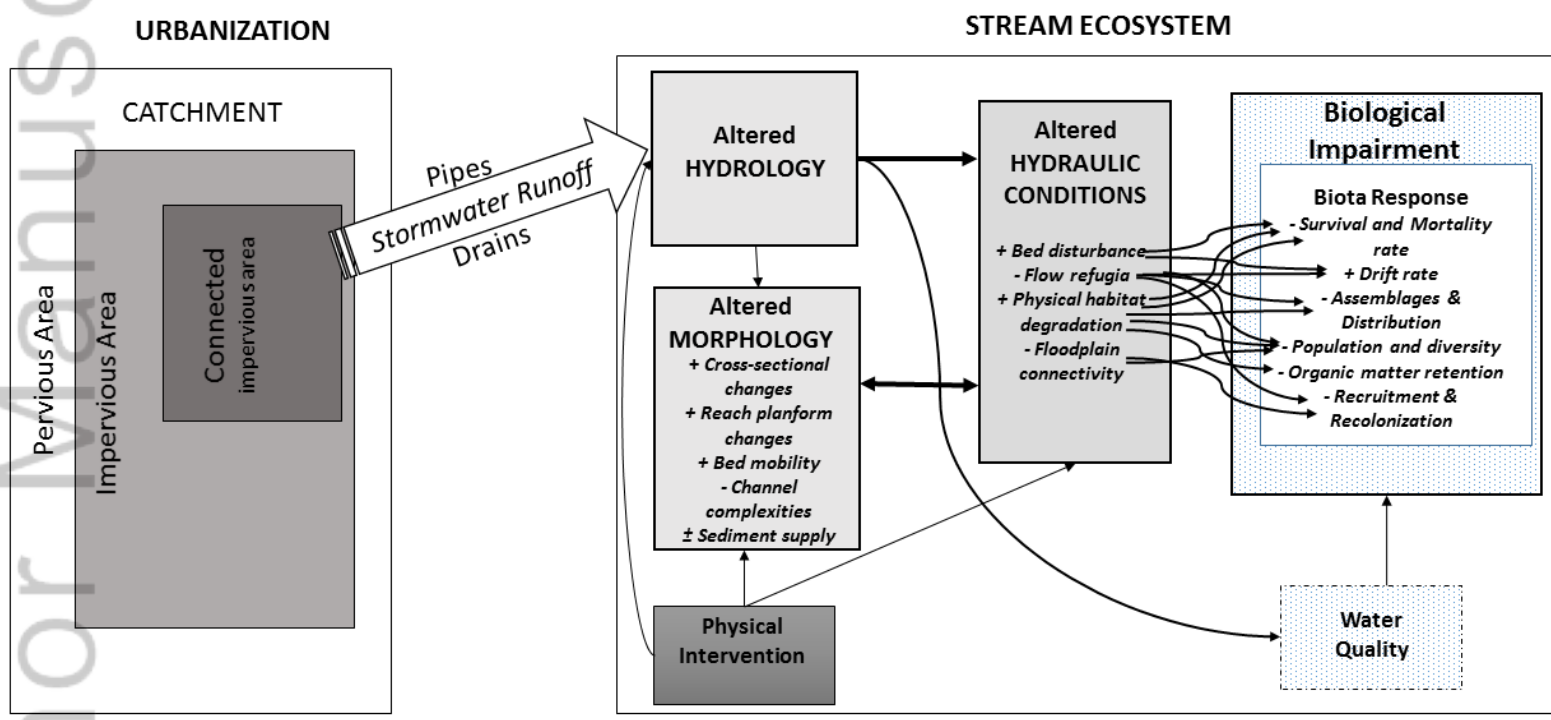 URBANIZATION
CATCHMENT
Pervious Area
Impervious Area
Connected
impervious area
Pipes
Stormwater Runoff
Drains
STREAM ECOSYSTEM
Altered
HYDROLOGY
Altered
MORPHOLOGY
+ Cross-sectional
changes
+ Reach planform
changes
+ Bed mobility
- Channel
complexities
± Sediment supply
Physical
Intervention
Altered
HYDRAULIC
CONDITIONS
+ Bed disturbance
- Flow refugia
+ Physical habitat
degradation
- Floodplain
connectivity
Biological
Impairment
Biota Response
- Survival and Mortality
rate
+ Drift rate
- Assemblages &
Distribution
- Population and diversity
- Organic matter retention
- Recruitment &
Recolonization
Water
Quality
or Manusc